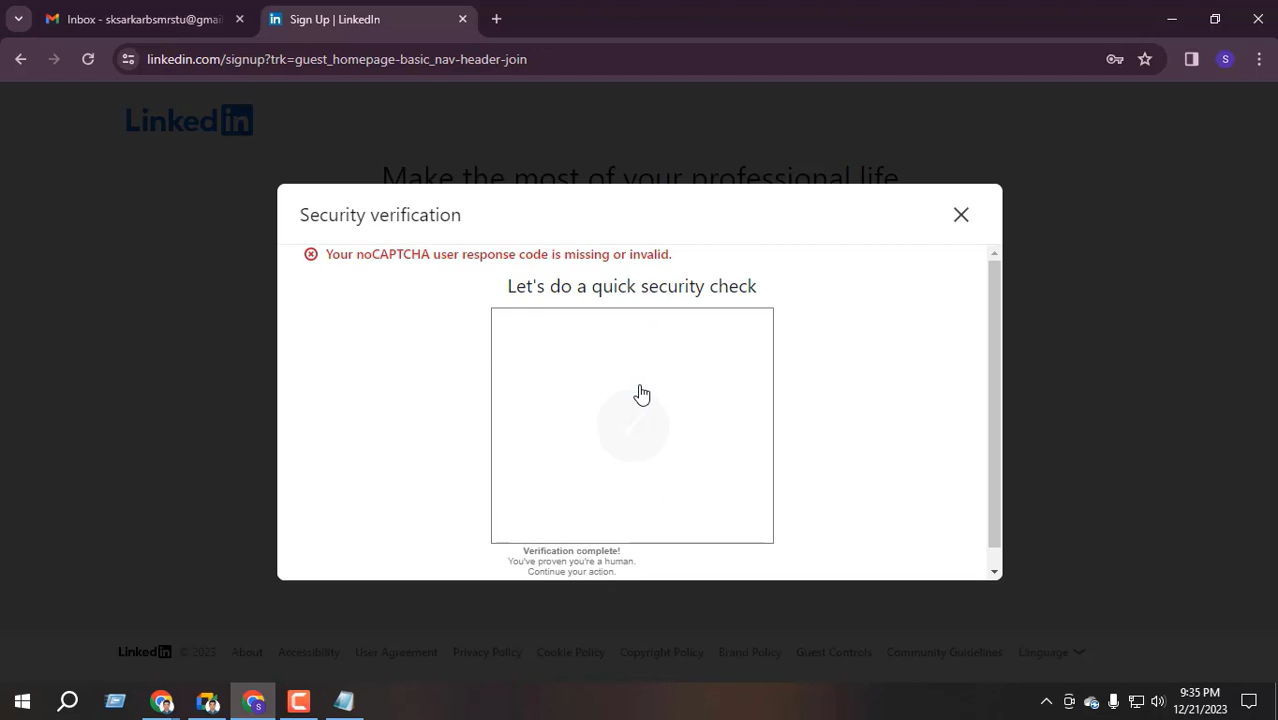 Inbox - sksarkarbsmrstu@gmai
Sign Up | LinkedIn
linkedin.com/signup?trk=guest_homepage-basic_nav-header-join
S
Linked in
Make the most of your professional life
Security verification
Your noCAPTCHA user response code is missing or invalid.
Let's do a quick security check
Verification complete!
You've proven you're a human.
Continue your action.
Linked in © 2023 About Accessibility User Agreement Privacy Policy Cookie Policy Copyright Policy Brand Policy Guest Controls Community Guidelines Language
9:35 PM
12/21/2023